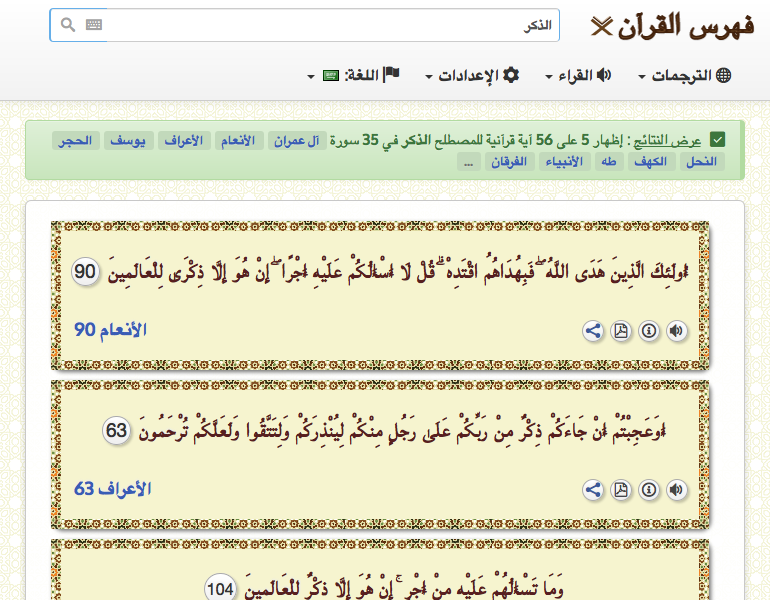 فهرس القرآن
الذكر
الترجمات القراء الإعدادات اللغة:
عرض النتائج : إظهار 5 على 56 آية قرآنية للمصطلح الذكر في 35 سورة آل عمران الأنعام الأعراف يوسف الحجر
النحل الكهف طه الأنبياء الفرقان ...
أُولَٰئِكَ الَّذِينَ هَدَى اللَّهُ ۖ فَبِهُدَاهُمُ اقْتَدِهْ ۗ قُلْ لَا أَسْأَلُكُمْ عَلَيْهِ أَجْرًا ۖ إِنْ هُوَ إِلَّا ذِكْرَىٰ لِلْعَالَمِينَ 90
الأنعام 90
أَوَعَجِبْتُمْ أَنْ جَاءَكُمْ ذِكْرٌ مِنْ رَبِّكُمْ عَلَىٰ رَجُلٍ مِنْكُمْ لِيُنْذِرَكُمْ وَلِتَتَّقُوا وَلَعَلَّكُمْ تُرْحَمُونَ 63
الأعراف 63
وَمَا تَسْأَلُهُمْ عَلَيْهِ مِنْ أَجْرٍ ۚ إِنْ هُوَ إِلَّا ذِكْرٌ لِلْعَالَمِينَ 104